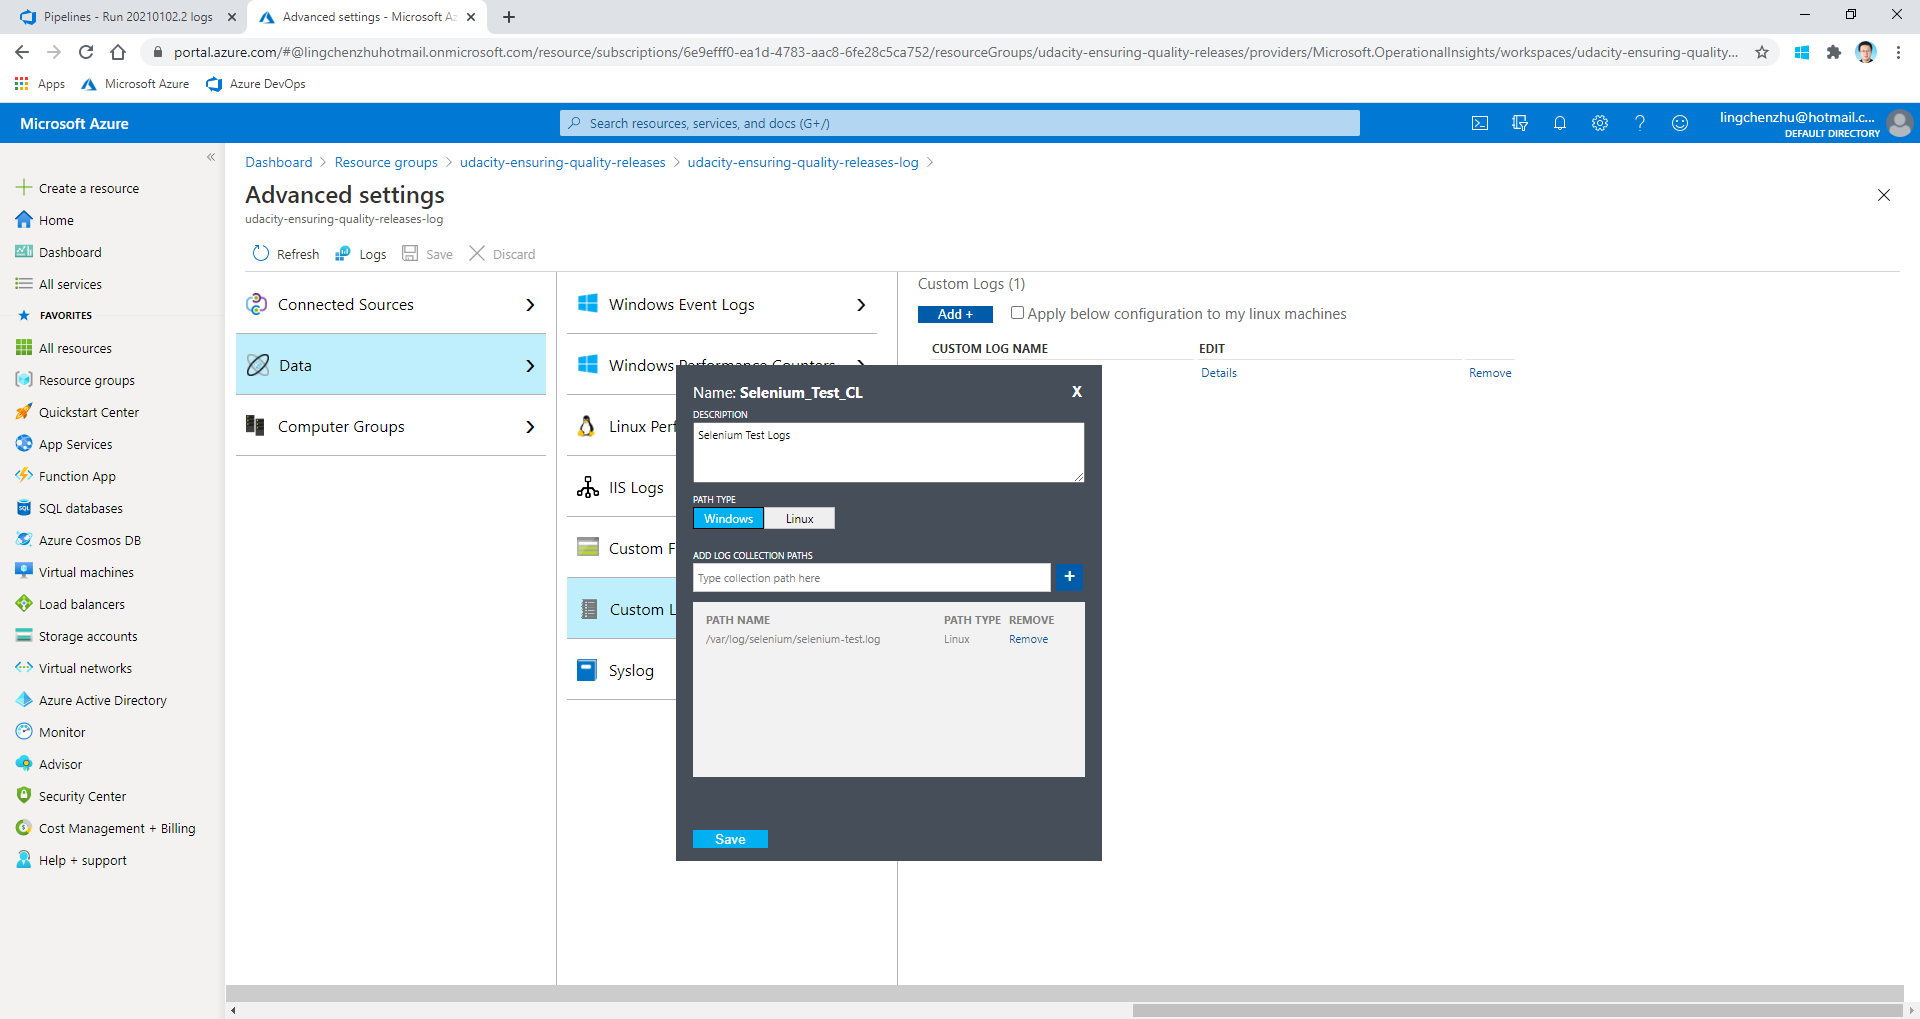 Pipelines - Run 20210102.2 logs
Advanced settings - Microsoft Az
portal.azure.com/#@lingchenzhuhotmail.onmicrosoft.com/resource/subscriptions/6e9efff0-ea1d-4783-aac8-6fe28c5ca752/resourceGroups/udacity-ensuring-quality-releases/providers/Microsoft.OperationalInsights/workspaces/udacity-ensuring-quality...
Apps
Microsoft Azure
Azure DevOps
Microsoft Azure
Search resources, services, and docs (G+/)
lingchenzhu@hotmail.c...
DEFAULT DIRECTORY
Create a resource
Home
Dashboard
All services
FAVORITES
All resources
Resource groups
Quickstart Center
App Services
Function App
SQL databases
Azure Cosmos DB
Virtual machines
Load balancers
Storage accounts
Virtual networks
Azure Active Directory
Monitor
Advisor
Security Center
Cost Management + Billing
Help + support
Dashboard > Resource groups > udacity-ensuring-quality-releases > udacity-ensuring-quality-releases-log >
Advanced settings
udacity-ensuring-quality-releases-log
Refresh
Logs
Save
Discard
Connected Sources
Data
Computer Groups
Windows Event Logs
Windows Performance Counters
Linux Perf
IIS Logs
Custom F
Custom L
Syslog
Custom Logs (1)
Add +
Apply below configuration to my linux machines
CUSTOM LOG NAME
EDIT
Details
Remove
Name: Selenium_Test_CL
X
DESCRIPTION
Selenium Test Logs
PATH TYPE
Windows
Linux
ADD LOG COLLECTION PATHS
Type collection path here
+
PATH NAME
PATH TYPE
REMOVE
/var/log/selenium/selenium-test.log
Linux
Remove
Save